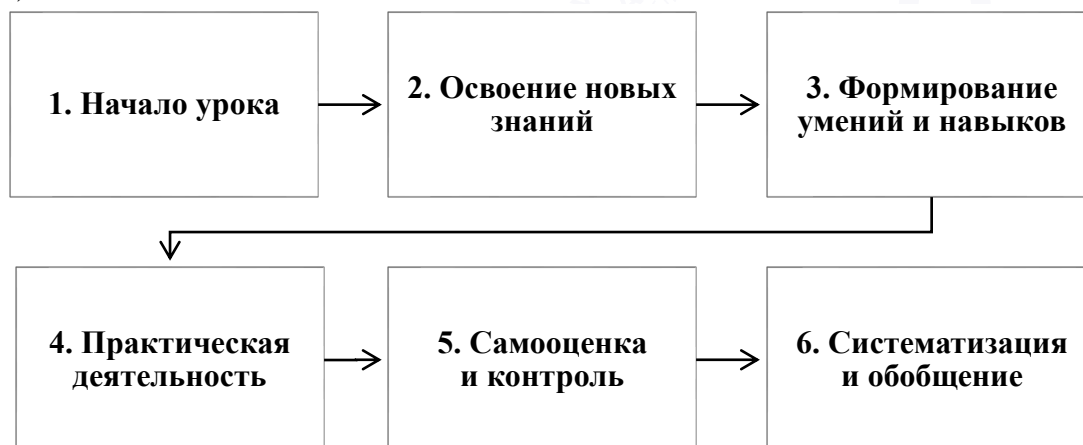 1. Начало урока
2. Освоение новых
знаний
3. Формирование
умений и навыков
4. Практическая
деятельность
5. Самооценка
и контроль
6. Систематизация
и обобщение